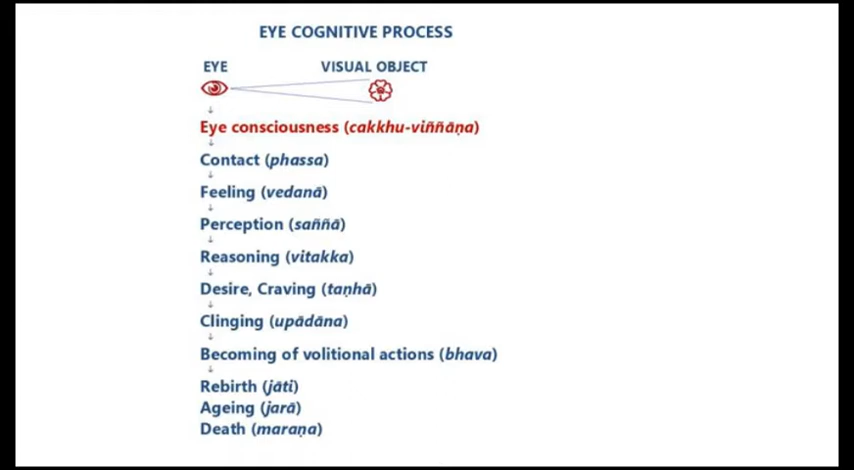 EYE COGNITIVE PROCESS
EYE VISUAL OBJECT
↓
Eye consciousness (cakkhu-viññāṇa)
↓
Contact (phassa)
↓
Feeling (vedanā)
↓
Perception (saññā)
↓
Reasoning (vitakka)
↓
Desire, Craving (taṇhā)
↓
Clinging (upādāna)
↓
Becoming of volitional actions (bhava)
↓
Rebirth (jāti)
Ageing (jarā)
Death (maraṇa)